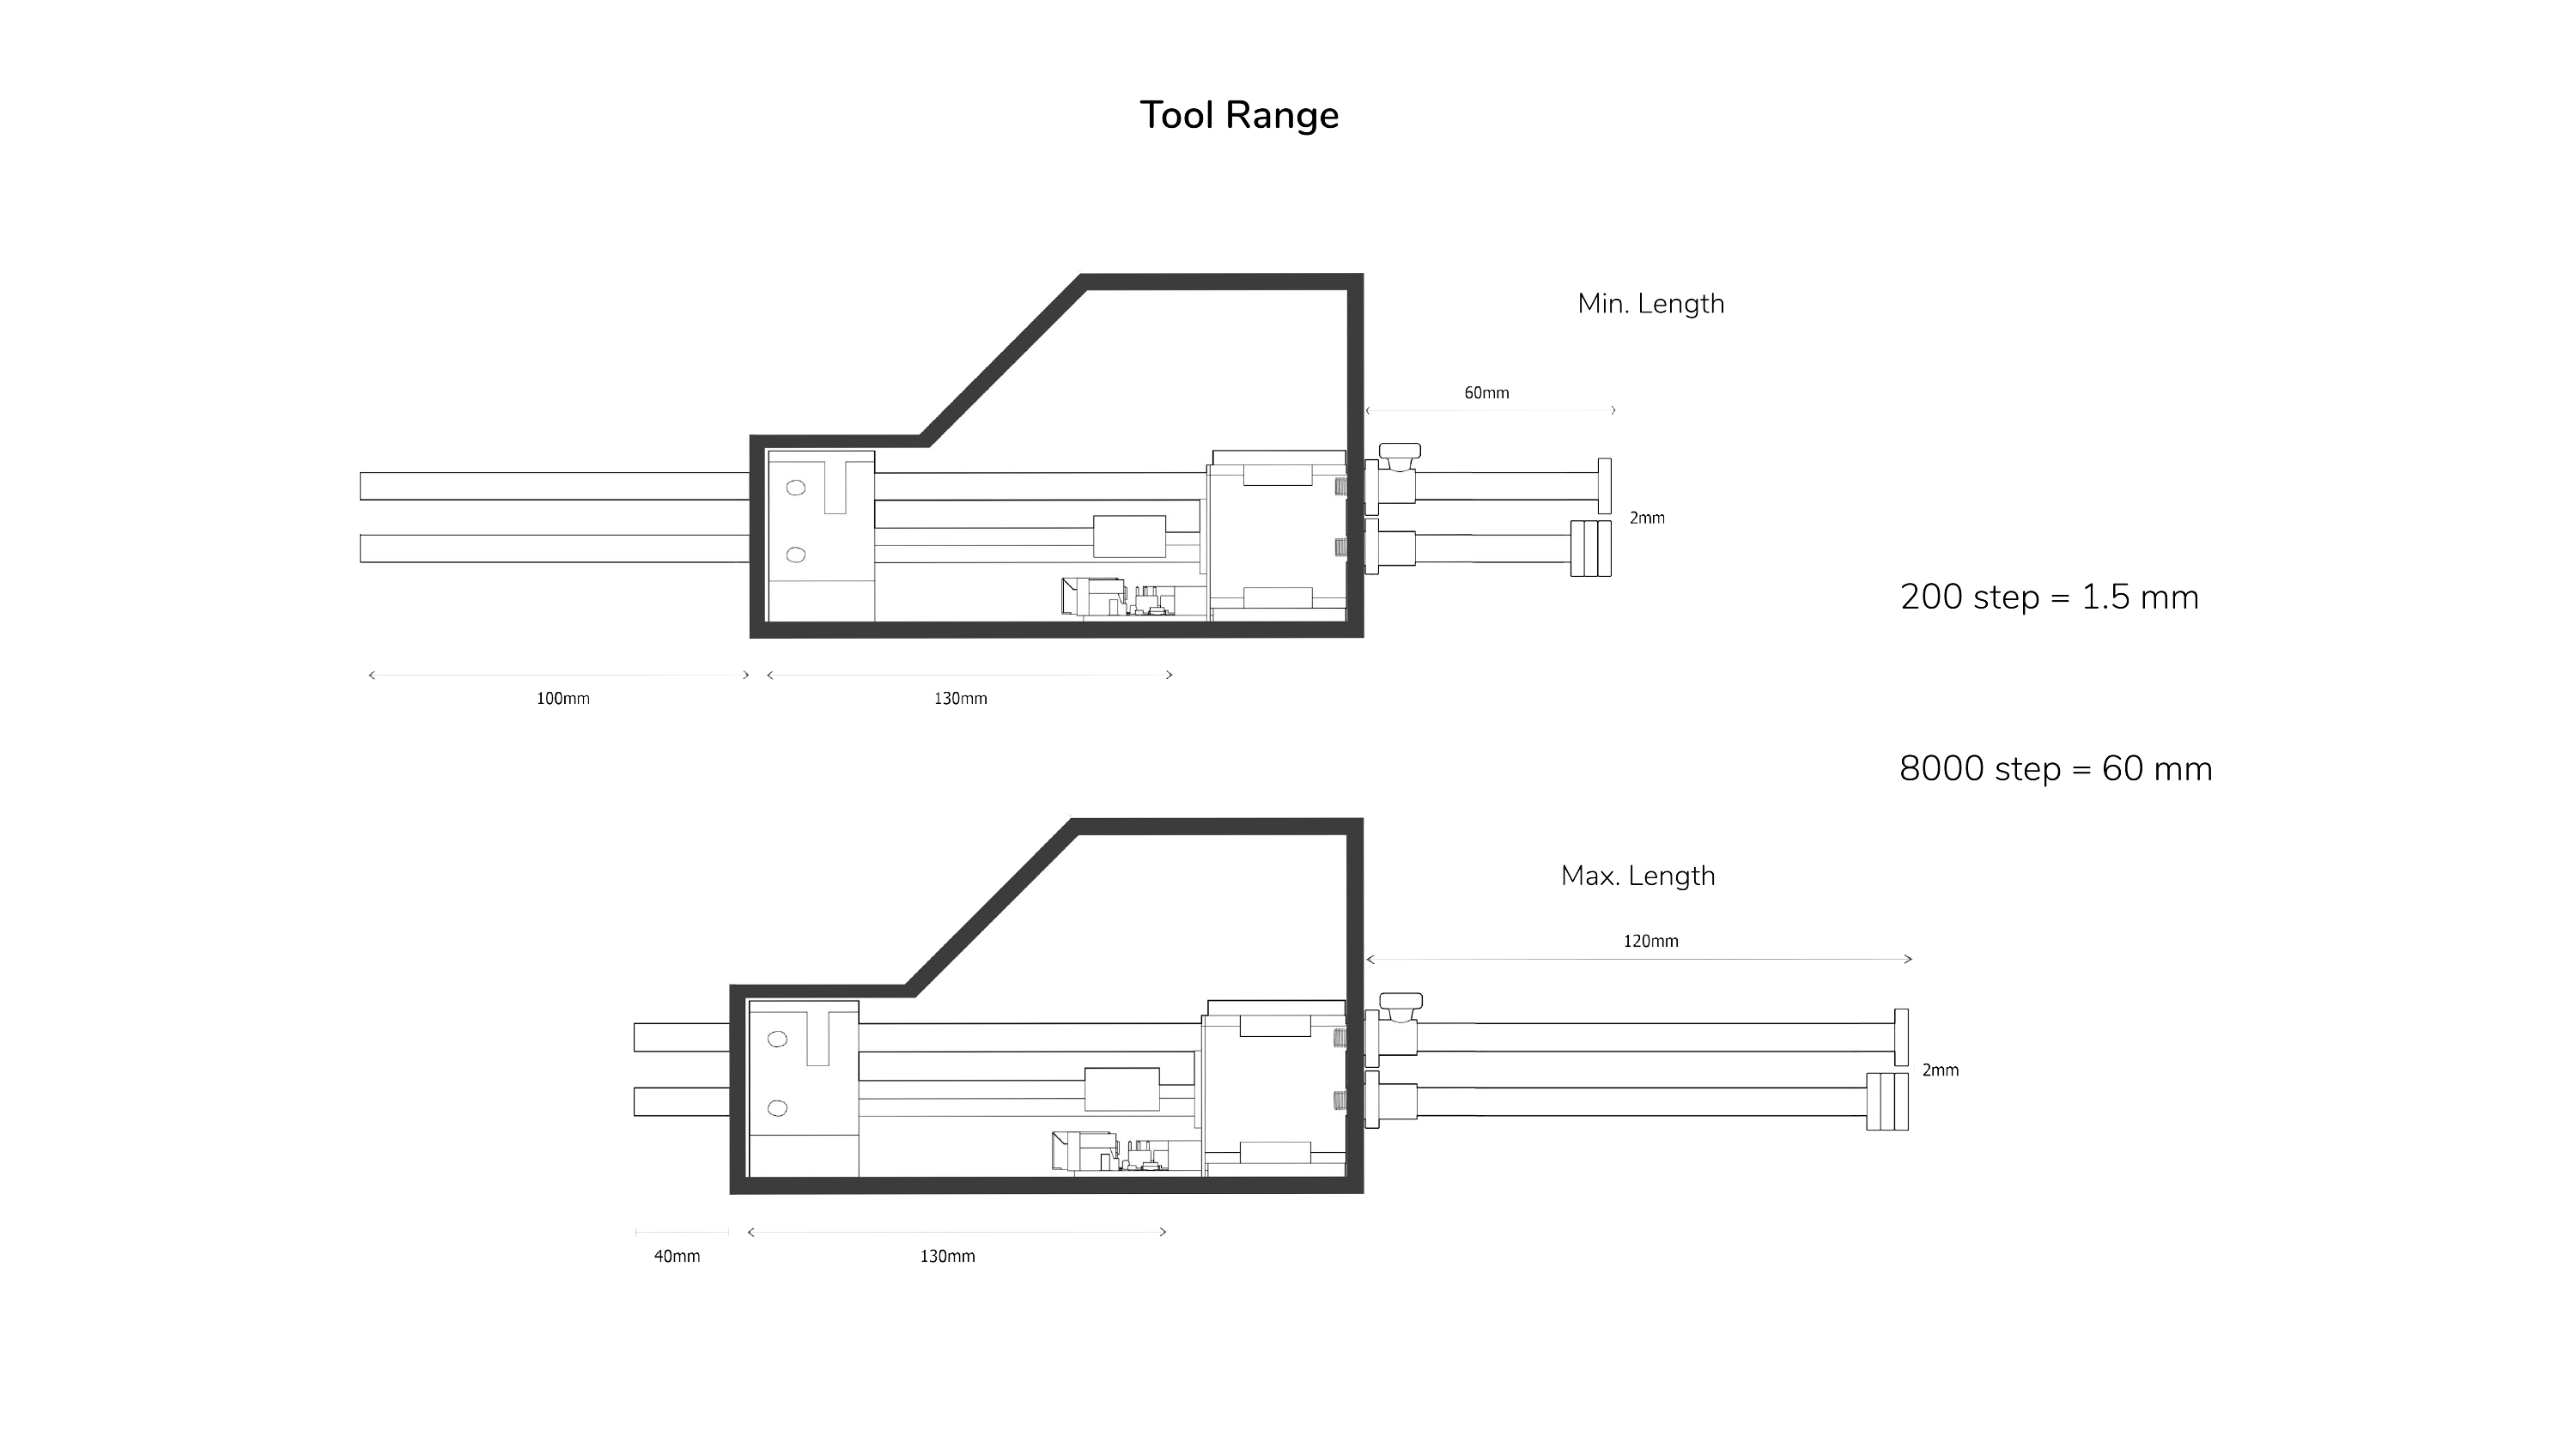 Tool Range
Min. Length
60mm
2mm
200 step = 1.5 mm
100mm
130mm
8000 step = 60 mm
Max. Length
120mm
2mm
40mm
130mm